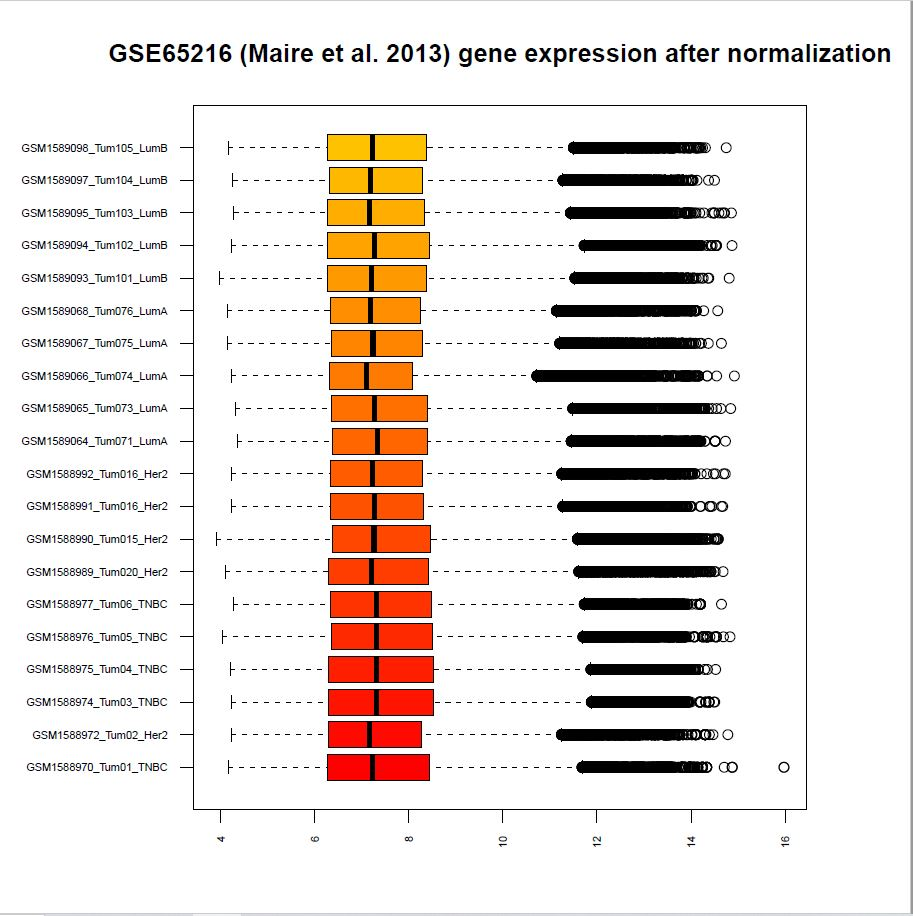 GSE65216 (Maire et al. 2013) gene expression after normalization
GSM1589098_Tum105_LumB
GSM1589097_Tum104_LumB
GSM1589095_Tum103_LumB
GSM1589094_Tum102_LumB
GSM1589093_Tum101_LumB
GSM1589068_Tum076_LumA
GSM1589067_Tum075_LumA
GSM1589066_Tum074_LumA
GSM1589065_Tum073_LumA
GSM1589064_Tum071_LumA
GSM1588992_Tum016_Her2
GSM1588991_Tum016_Her2
GSM1588990_Tum015_Her2
GSM1588989_Tum020_Her2
GSM1588977_Tum06_TNBC
GSM1588976_Tum05_TNBC
GSM1588975_Tum04_TNBC
GSM1588974_Tum03_TNBC
GSM1588972_Tum02_Her2
GSM1588970_Tum01_TNBC
4 6 8 10 12 14 16